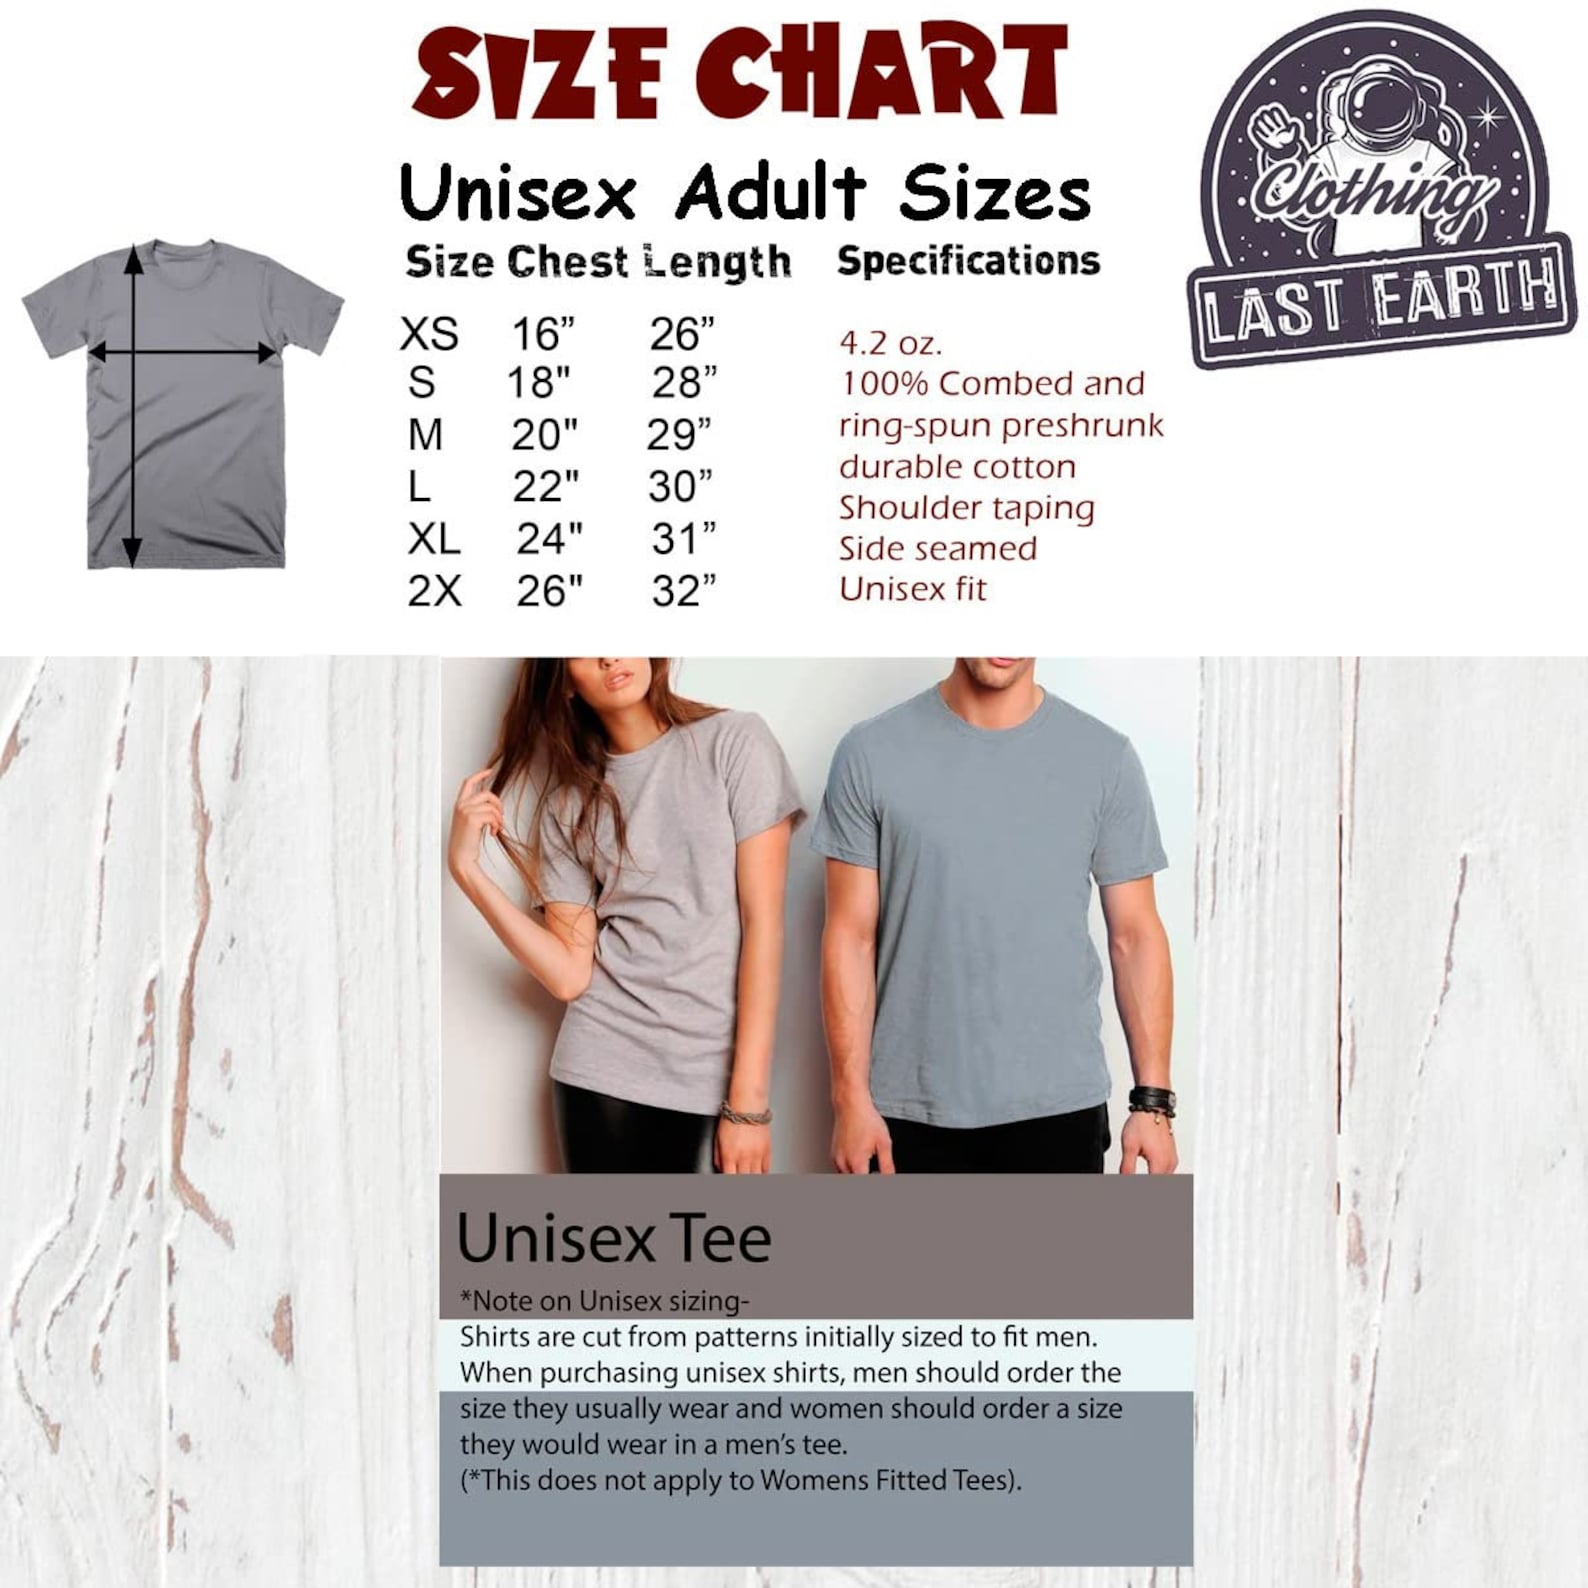 SIZE CHART
Unisex Adult Sizes
Size Chest Length Specifications
XS 16” 26”
S 18" 28”
M 20" 29”
L 22" 30”
XL 24" 31”
2X 26" 32”
4.2 oz.
100% Combed and
ring-spun preshrunk
durable cotton
Shoulder taping
Side seamed
Unisex fit
Clothing
LAST EARTH
Unisex Tee
*Note on Unisex sizing-
Shirts are cut from patterns initially sized to fit men.
When purchasing unisex shirts, men should order the
size they usually wear and women should order a size
they would wear in a men’s tee.
(*This does not apply to Womens Fitted Tees).